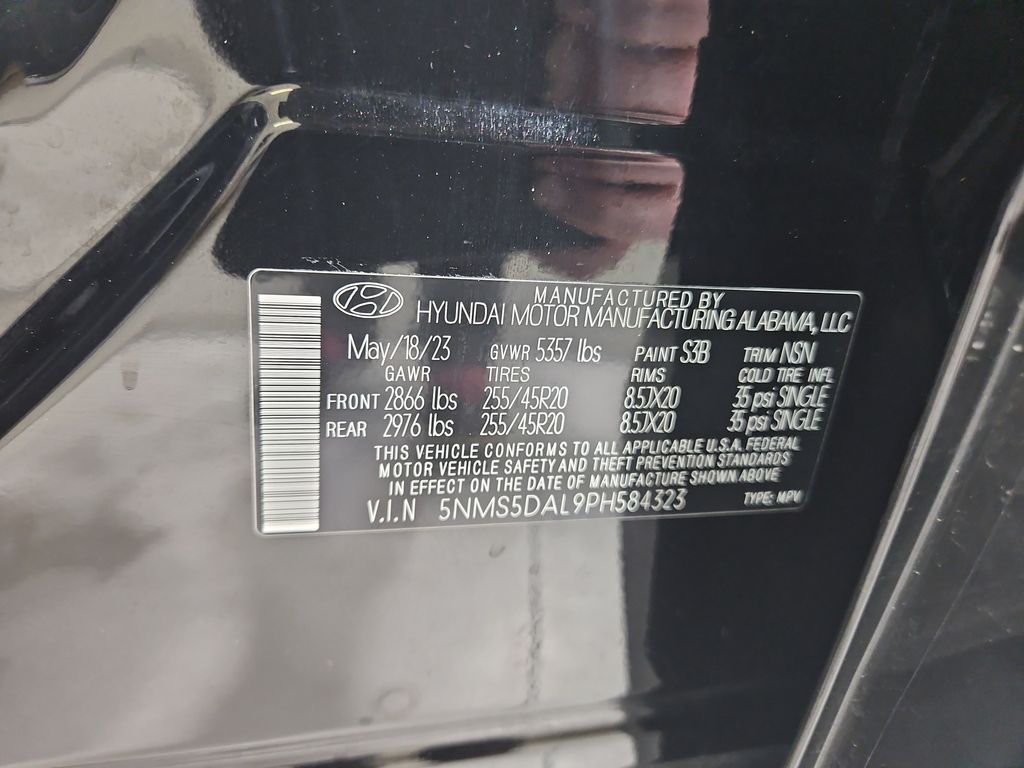 MANUFACTURED BY
HYUNDAI MOTOR MANUFACTURING ALABAMA, LLC
May/18/23 GVWR 5357 lbs PAINT S3B TRIM NSN
GAWR TIRES RIMS COLD TIRE INFL
FRONT 2866 lbs 255/45R20 8.5JX20 35 psi SINGLE
REAR 2976 lbs 255/45R20 8.5JX20 35 psi SINGLE
THIS VEHICLE CONFORMS TO ALL APPLICABLE U.S.A. FEDERAL
MOTOR VEHICLE SAFETY AND THEFT PREVENTION STANDARDS
IN EFFECT ON THE DATE OF MANUFACTURE SHOWN ABOVE
V.I.N 5NMS5DAL9PH584323 TYPE: MPV